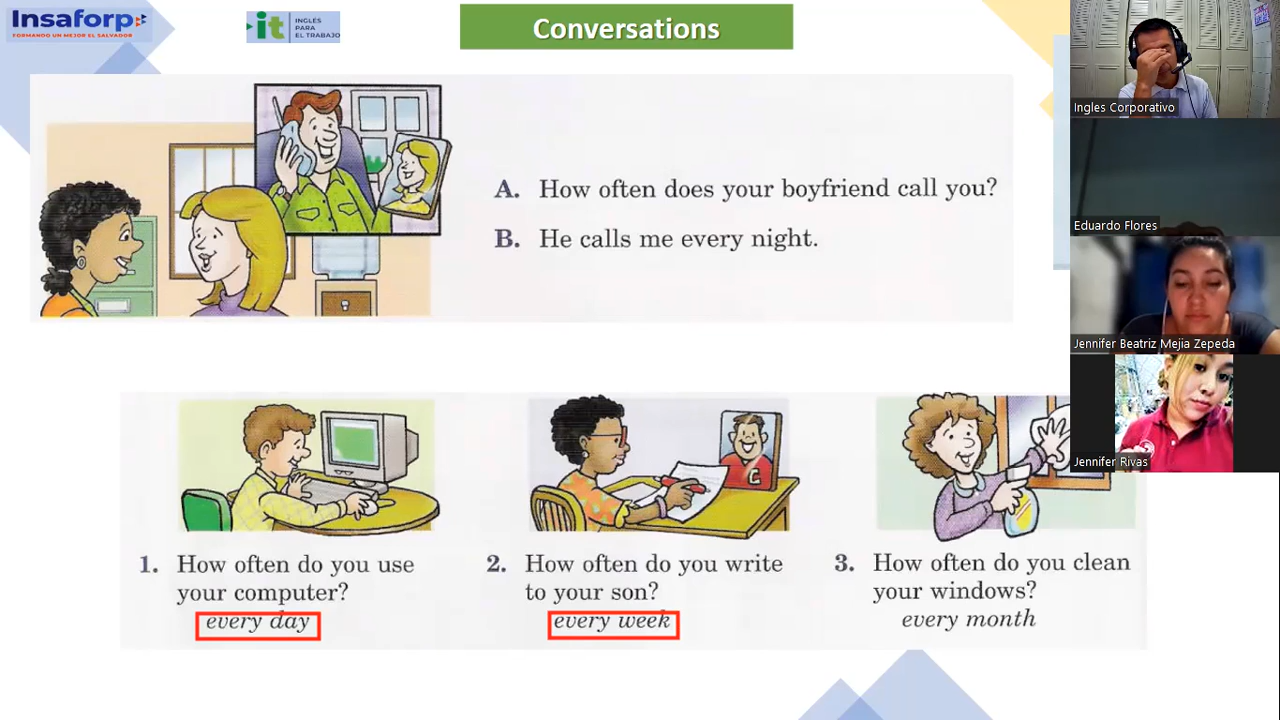 Insaforp
FORMANDO UN MEJOR EL SALVADOR
it
INGLÉS
PARA
EL TRABAJO
Conversations
A. How often does your boyfriend call you?
B. He calls me every night.
1. How often do you use
your computer?
every day
2. How often do you write
to your son?
every week
3. How often do you clean
your windows?
every month
C
Ingles Corporativo
Eduardo Flores
Jennifer Beatriz Mejia Zepeda
Jennifer Rivas